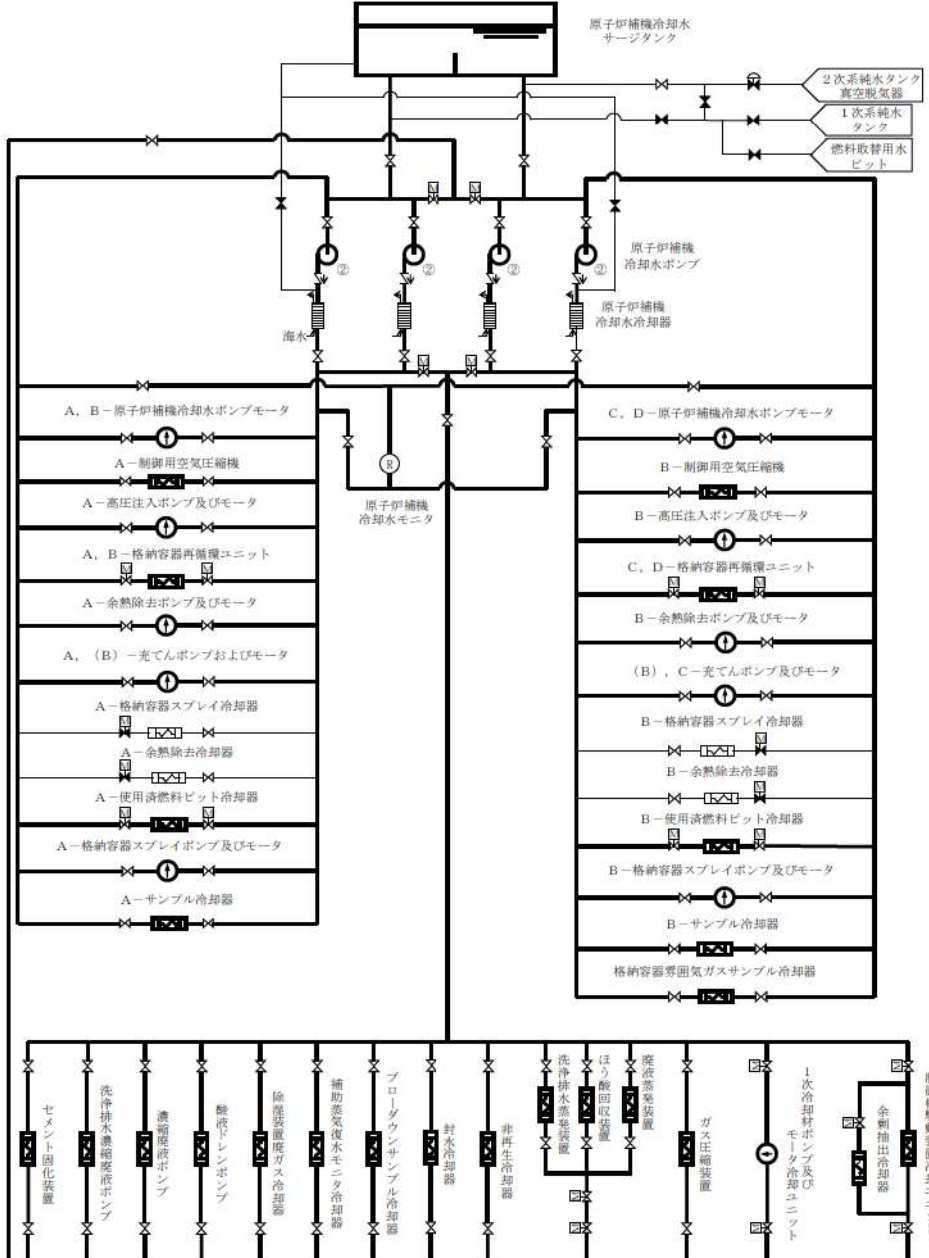 原子炉補機冷却水
サージタンク
2次系純水タンク
真空脱気器
1次系純水
タンク
燃料取替用水
ピット
M
M
原子炉補機
冷却水ポンプ
②
②
②
②
原子炉補機
冷却水冷却器
海水
M
M
A，B－原子炉補機冷却水ポンプモータ
A－制御用空気圧縮機
A－高圧注入ポンプ及びモータ
A，B－格納容器再循環ユニット
M
M
A－余熱除去ポンプ及びモータ
A，（B）－充てんポンプおよびモータ
A－格納容器スプレイ冷却器
M
A－余熱除去冷却器
M
A－使用済燃料ピット冷却器
M
M
A－格納容器スプレイポンプ及びモータ
A－サンプル冷却器
R
原子炉補機
冷却水モニタ
C，D－原子炉補機冷却水ポンプモータ
B－制御用空気圧縮機
B－高圧注入ポンプ及びモータ
C，D－格納容器再循環ユニット
M
M
B－余熱除去ポンプ及びモータ
（B），C－充てんポンプ及びモータ
B－格納容器スプレイ冷却器
M
B－余熱除去冷却器
M
B－使用済燃料ピット冷却器
M
M
B－格納容器スプレイポンプ及びモータ
B－サンプル冷却器
格納容器雰囲気ガスサンプル冷却器
セメント固化装置
洗浄排水濃縮廃液ポンプ
濃縮廃液ポンプ
酸液ドレンポンプ
除湿装置廃ガス冷却器
補助蒸気復水モニタ冷却器
ブローダウンサンプル冷却器
封水冷却器
非再生冷却器
洗浄排水蒸発装置
ほう酸回収装置
廃液蒸発装置
M
M
ガス圧縮装置
M
M
1次冷却材ポンプ及び
モータ冷却ユニット
M
M
M
M
余剰抽出冷却器